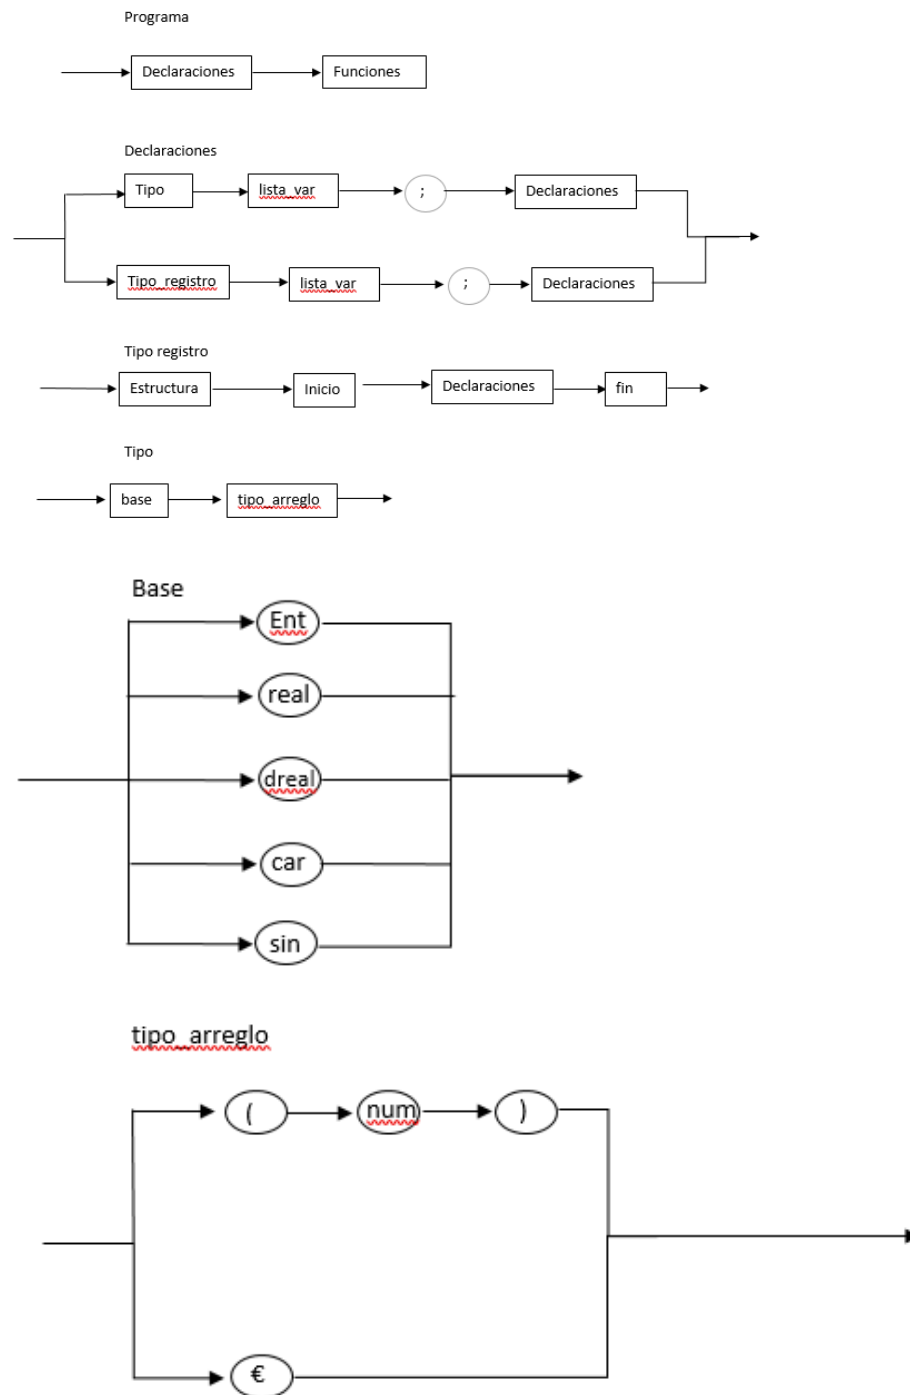 Programa
Declaraciones Funciones
Declaraciones
Tipo lista_var ; Declaraciones
Tipo_registro lista_var ; Declaraciones
Tipo registro
Estructura Inicio Declaraciones fin
Tipo
base tipo_arreglo
Base
Ent
real
dreal
car
sin
tipo_arreglo
( num )
€